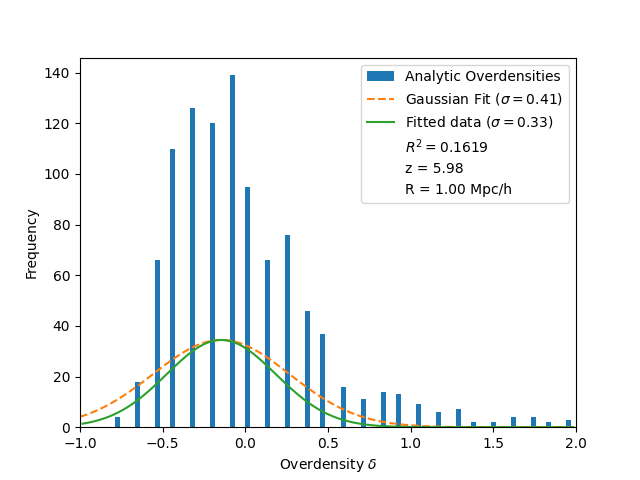 Analytic Overdensities
Gaussian Fit (σ = 0.41)
Fitted data (σ = 0.33)
R² = 0.1619
z = 5.98
R = 1.00 Mpc/h
Frequency
140
120
100
80
60
40
20
0
−1.0 −0.5 0.0 0.5 1.0 1.5 2.0
Overdensity δ